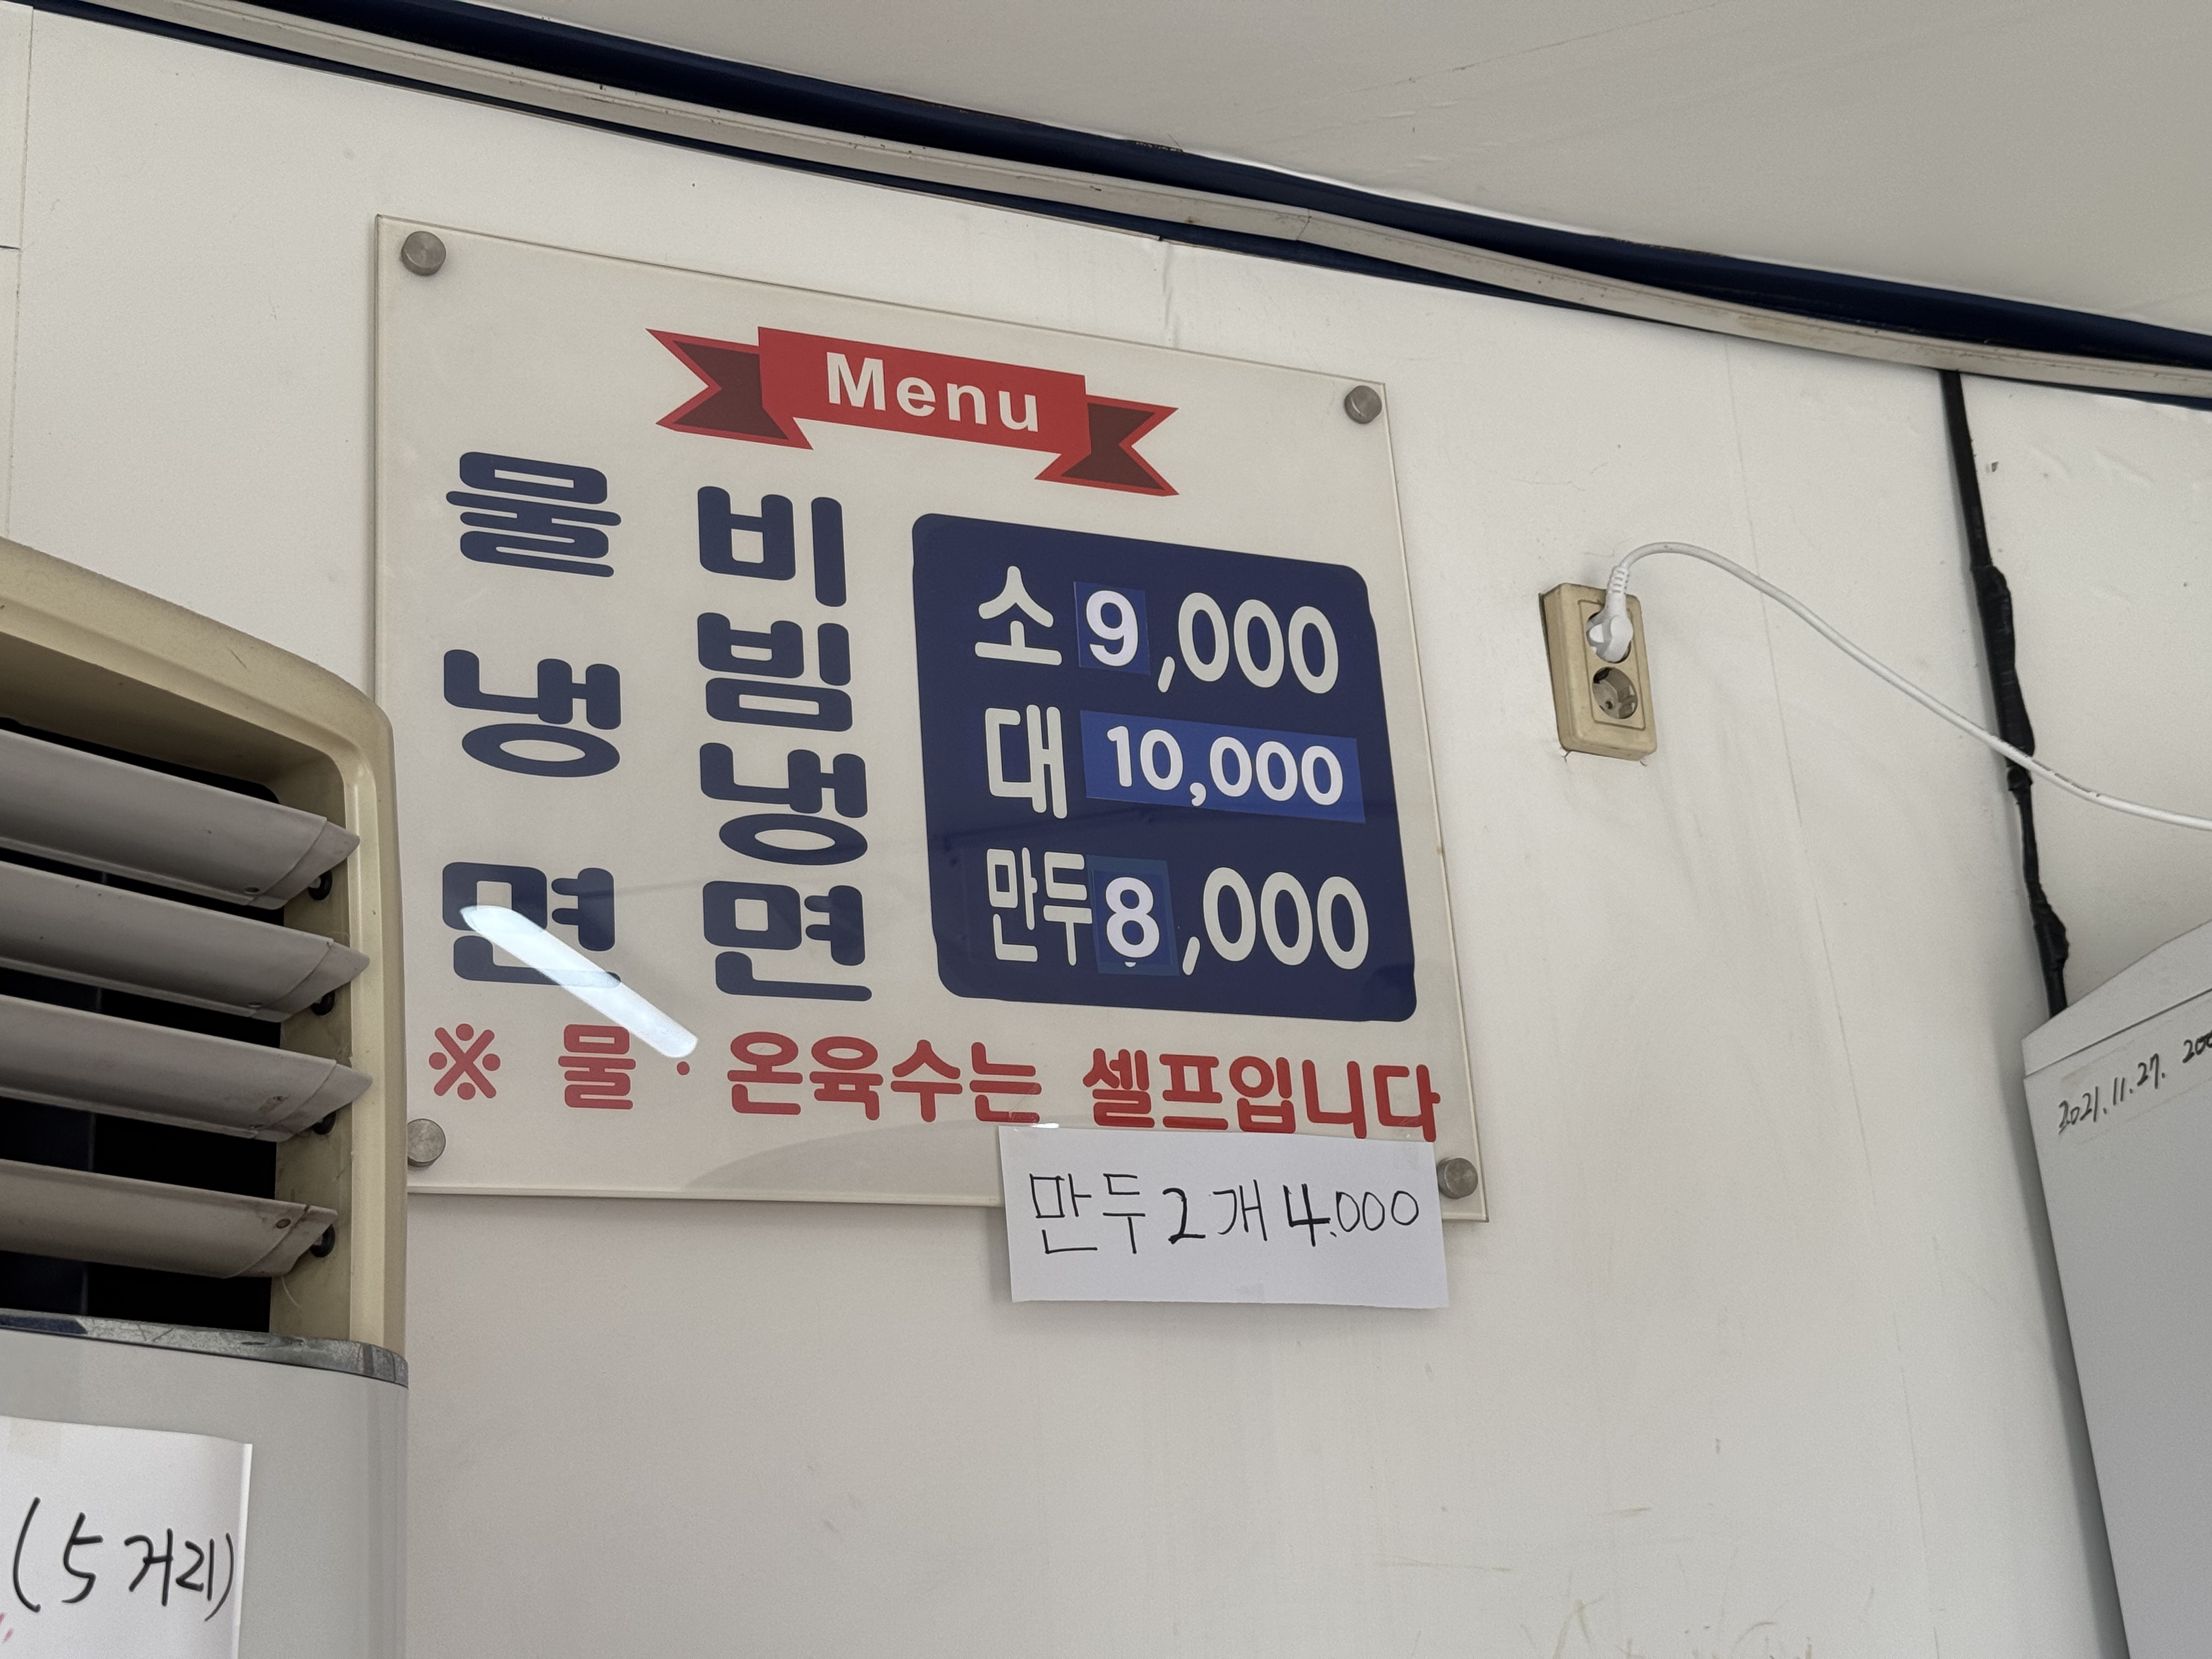 Menu
물냉면
비빔냉면
소 9,000
대 10,000
만두 8,000
※ 물·온육수는 셀프입니다
만두2개 4.000
2021.11.27.
(5거리)